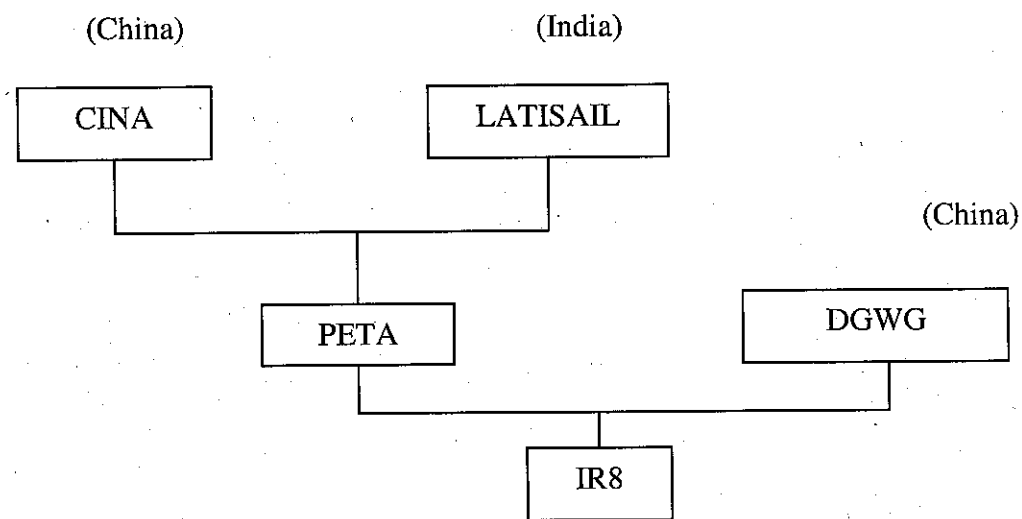 (China)
(India)
CINA
LATISAIL
(China)
PETA
DGWG
IR8